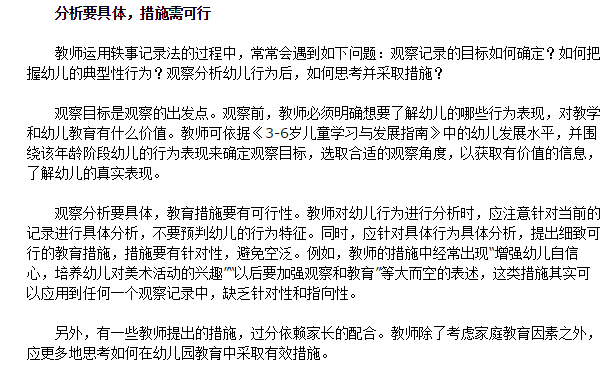 分析要具体，措施需可行
教师运用轶事记录法的过程中，常常会遇到如下问题：观察记录的目标如何确定？如何把
握幼儿的典型性行为？观察分析幼儿行为后，如何思考并采取措施？
观察目标是观察的出发点。观察前，教师必须明确想要了解幼儿的哪些行为表现，对教学
和幼儿教育有什么价值。教师可依据《3-6岁儿童学习与发展指南》中的幼儿发展水平，并围
绕该年龄阶段幼儿的行为表现来确定观察目标，选取合适的观察角度，以获取有价值的信息，
了解幼儿的真实表现。
观察分析要具体，教育措施要有可行性。教师对幼儿行为进行分析时，应注意针对当前的
记录进行具体分析，不要预判幼儿的行为特征。同时，应针对具体行为具体分析，提出细致可
行的教育措施，措施要有针对性，避免空泛。例如，教师的措施中经常出现“增强幼儿自信
心，培养幼儿对美术活动的兴趣”“以后要加强观察和教育”等大而空的表述，这类措施其实可
以应用到任何一个观察记录中，缺乏针对性和指向性。
另外，有一些教师提出的措施，过分依赖家长的配合。教师除了考虑家庭教育因素之外，
应更多地思考如何在幼儿园教育中采取有效措施。